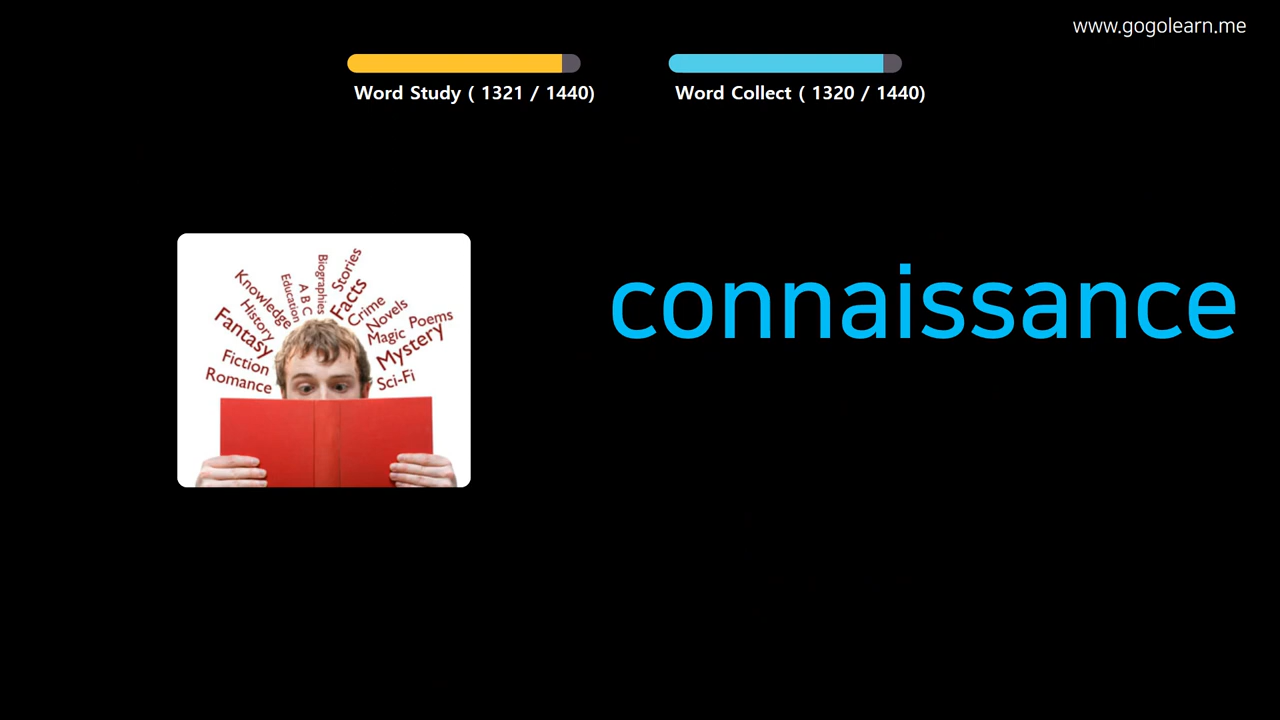 www.gogolearn.me
Word Study ( 1321 / 1440)
Word Collect ( 1320 / 1440)
connaissance
Knowledge
History
Fantasy
Fiction
Romance
Education
A B C
Biographies
Stories
Facts
Crime
Novels
Magic
Poems
Mystery
Sci-Fi